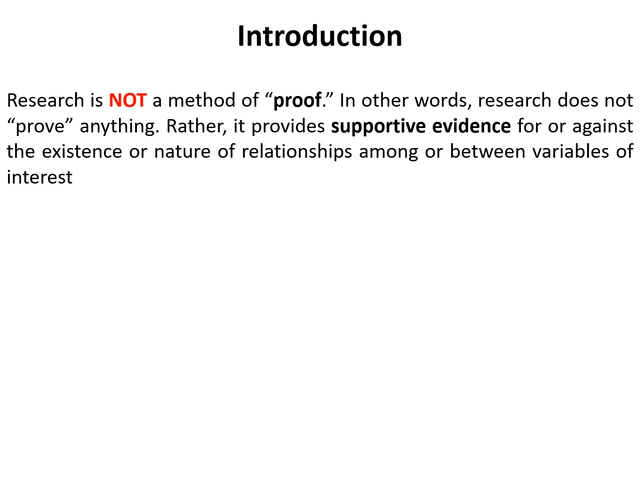 Introduction
Research is NOT a method of “proof.” In other words, research does not
“prove” anything. Rather, it provides supportive evidence for or against
the existence or nature of relationships among or between variables of
interest